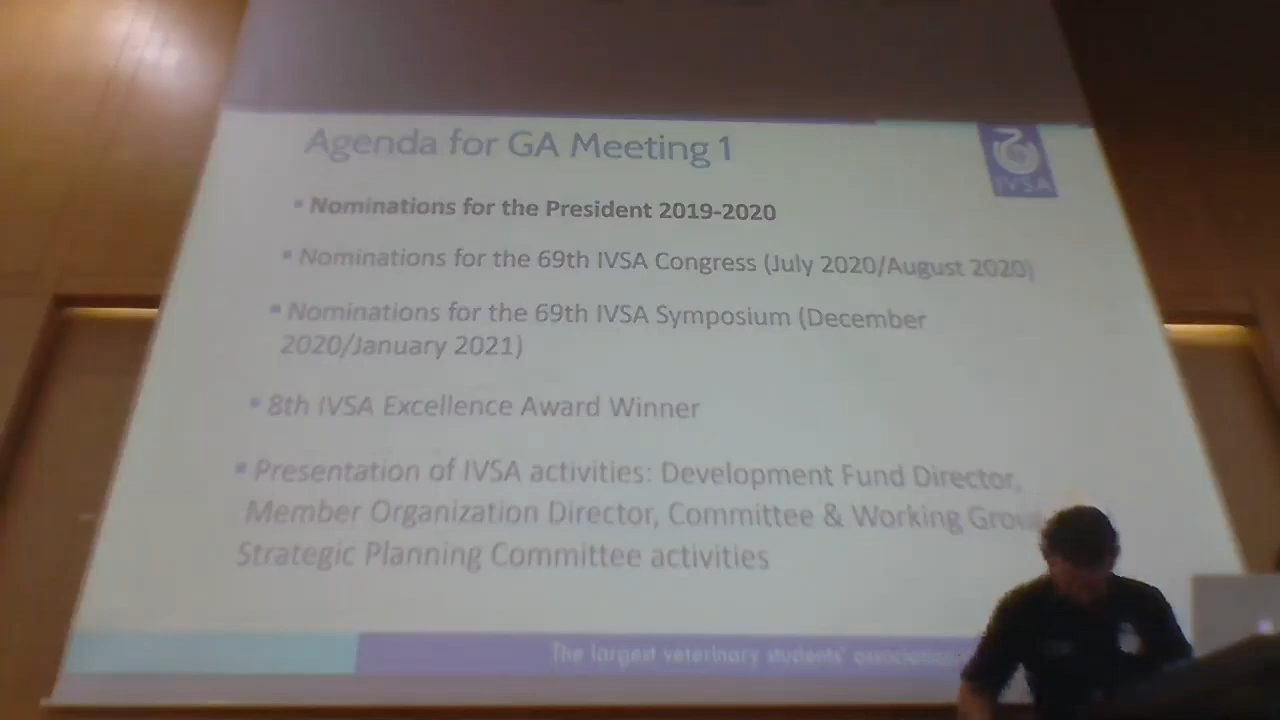 Agenda for GA Meeting 1
IVSA
▪ Nominations for the President 2019-2020
▪ Nominations for the 69th IVSA Congress (July 2020/August 2020)
▪ Nominations for the 69th IVSA Symposium (December
2020/January 2021)
▪ 8th IVSA Excellence Award Winner
▪ Presentation of IVSA activities: Development Fund Director,
Member Organization Director, Committee & Working
Strategic Planning Committee activities
The largest veterinary students'